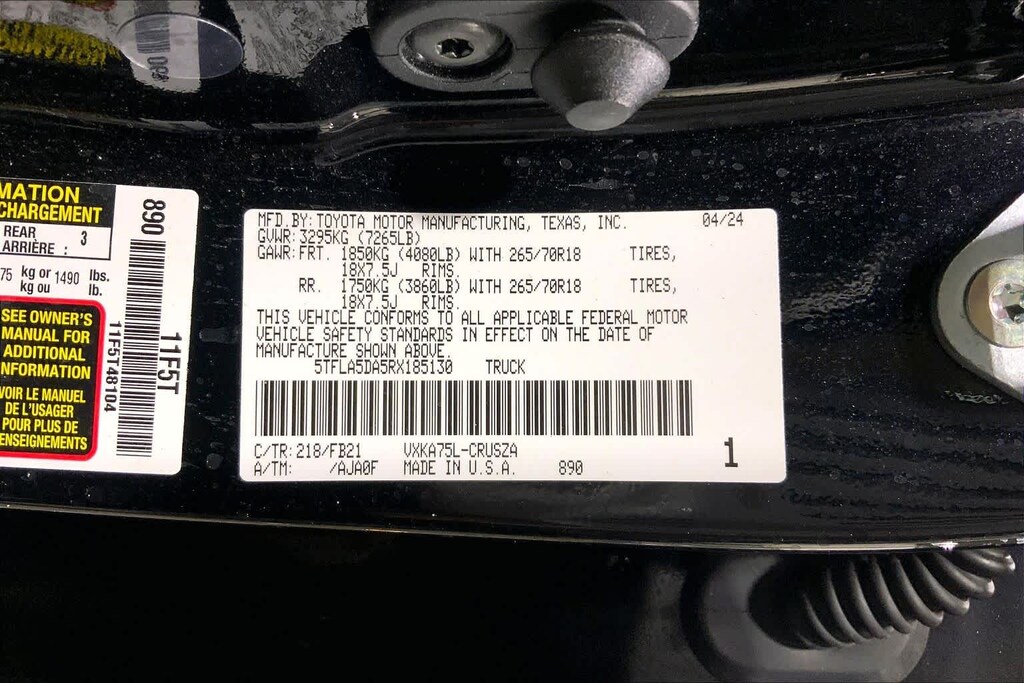 MATION
CHARGEMENT
REAR
ARRIÈRE : 3
75 kg or 1490 lbs.
kg ou lb.
SEE OWNER'S
MANUAL FOR
ADDITIONAL
NFORMATION
VOIR LE MANUEL
DE L'USAGER
POUR PLUS DE
ENSEIGNEMENTS
890
11F5T48104
11F5T
MFD.BY:TOYOTA MOTOR MANUFACTURING, TEXAS, INC. 04/24
GVWR:3295KG (7265LB)
GAWR:FRT. 1850KG (4080LB) WITH 265/70R18 TIRES,
18X7.5J RIMS.
RR. 1750KG (3860LB) WITH 265/70R18 TIRES,
18X7.5J RIMS.
THIS VEHICLE CONFORMS TO ALL APPLICABLE FEDERAL MOTOR
VEHICLE SAFETY STANDARDS IN EFFECT ON THE DATE OF
MANUFACTURE SHOWN ABOVE.
5TFLA5DA5RX185130 TRUCK
C/TR:218/FB21 VXKA75L-CRUSZA
A/TM: /AJA0F MADE IN U.S.A. 890 1